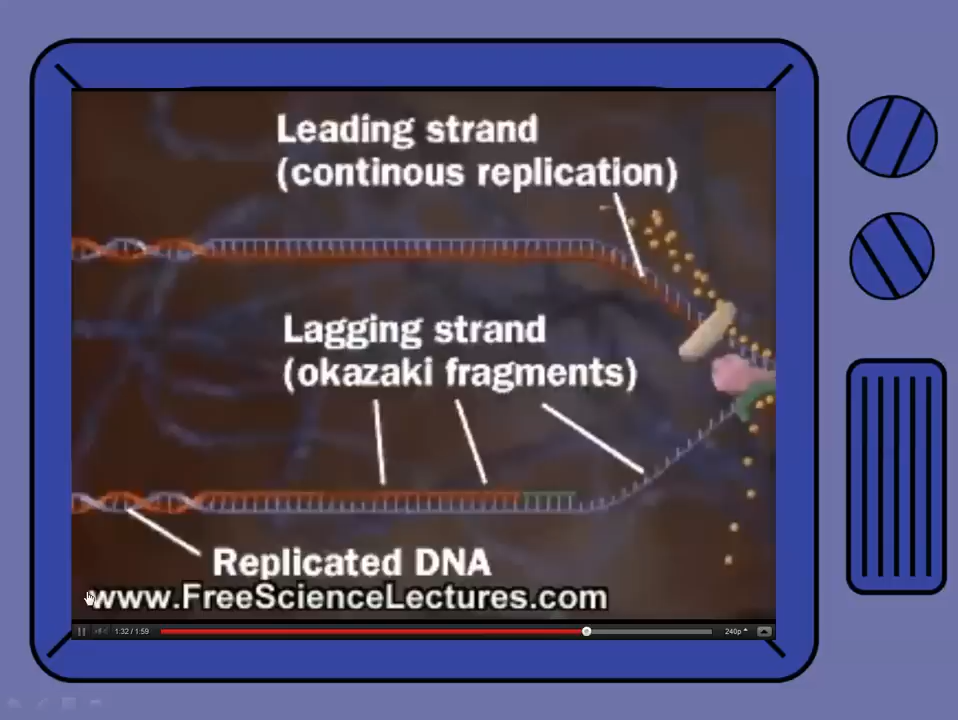 Leading strand
(continous replication)
Lagging strand
(okazaki fragments)
Replicated DNA
www.FreeScienceLectures.com
1:32 / 1:59
240p